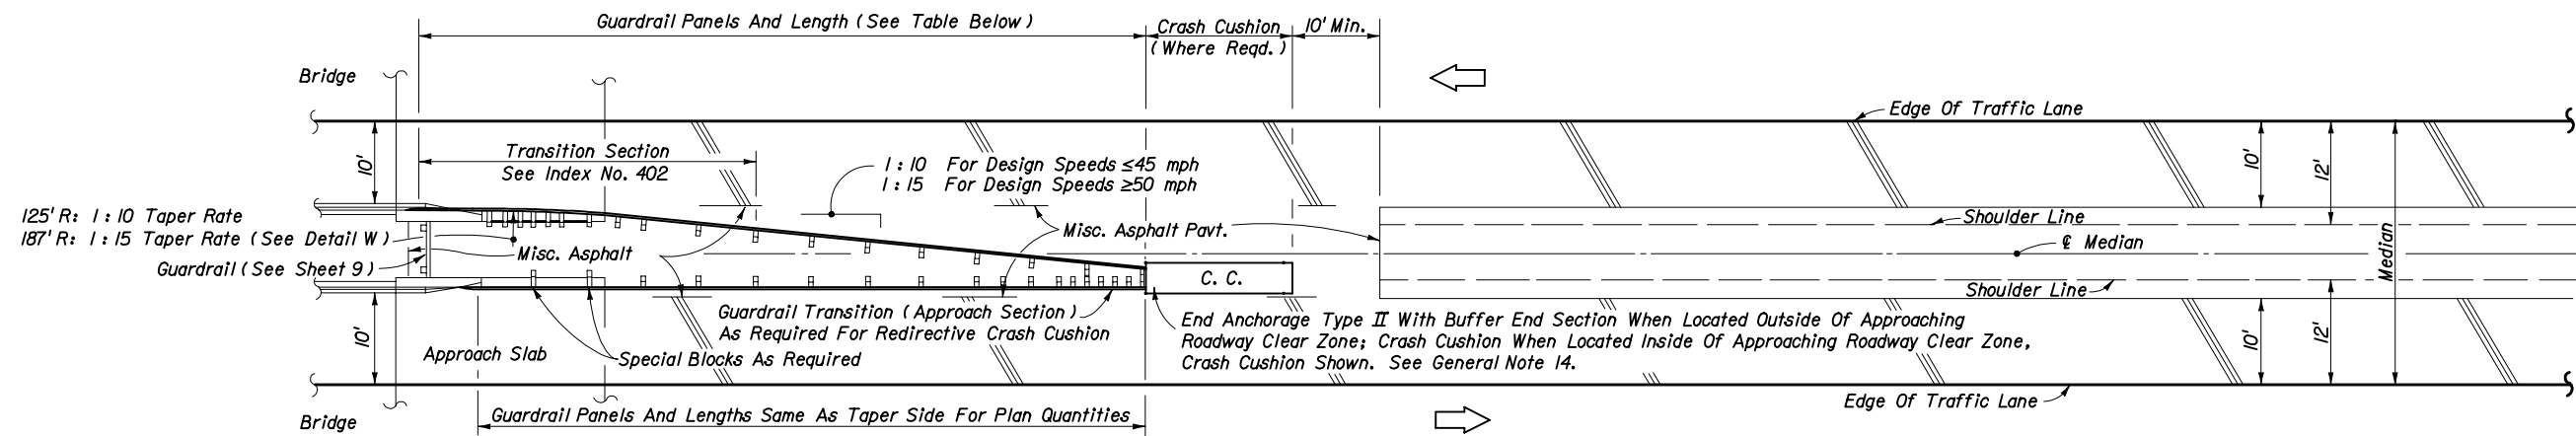 Guardrail Panels And Length (See Table Below)
Crash Cushion
(Where Reqd.)
10' Min.
Bridge
Edge Of Traffic Lane
10'
Transition Section
See Index No. 402
1:10 For Design Speeds ≤45 mph
1:15 For Design Speeds ≥50 mph
10'
12'
125' R: 1:10 Taper Rate
187' R: 1:15 Taper Rate (See Detail W)
Guardrail (See Sheet 9)
Misc. Asphalt
Misc. Asphalt Pavt.
Shoulder Line
℄ Median
Median
C. C.
Shoulder Line
Guardrail Transition (Approach Section)
As Required For Redirective Crash Cushion
End Anchorage Type II With Buffer End Section When Located Outside Of Approaching
Roadway Clear Zone; Crash Cushion When Located Inside Of Approaching Roadway Clear Zone,
Crash Cushion Shown. See General Note 14.
10'
10'
12'
Approach Slab
Special Blocks As Required
Edge Of Traffic Lane
Guardrail Panels And Lengths Same As Taper Side For Plan Quantities
Bridge